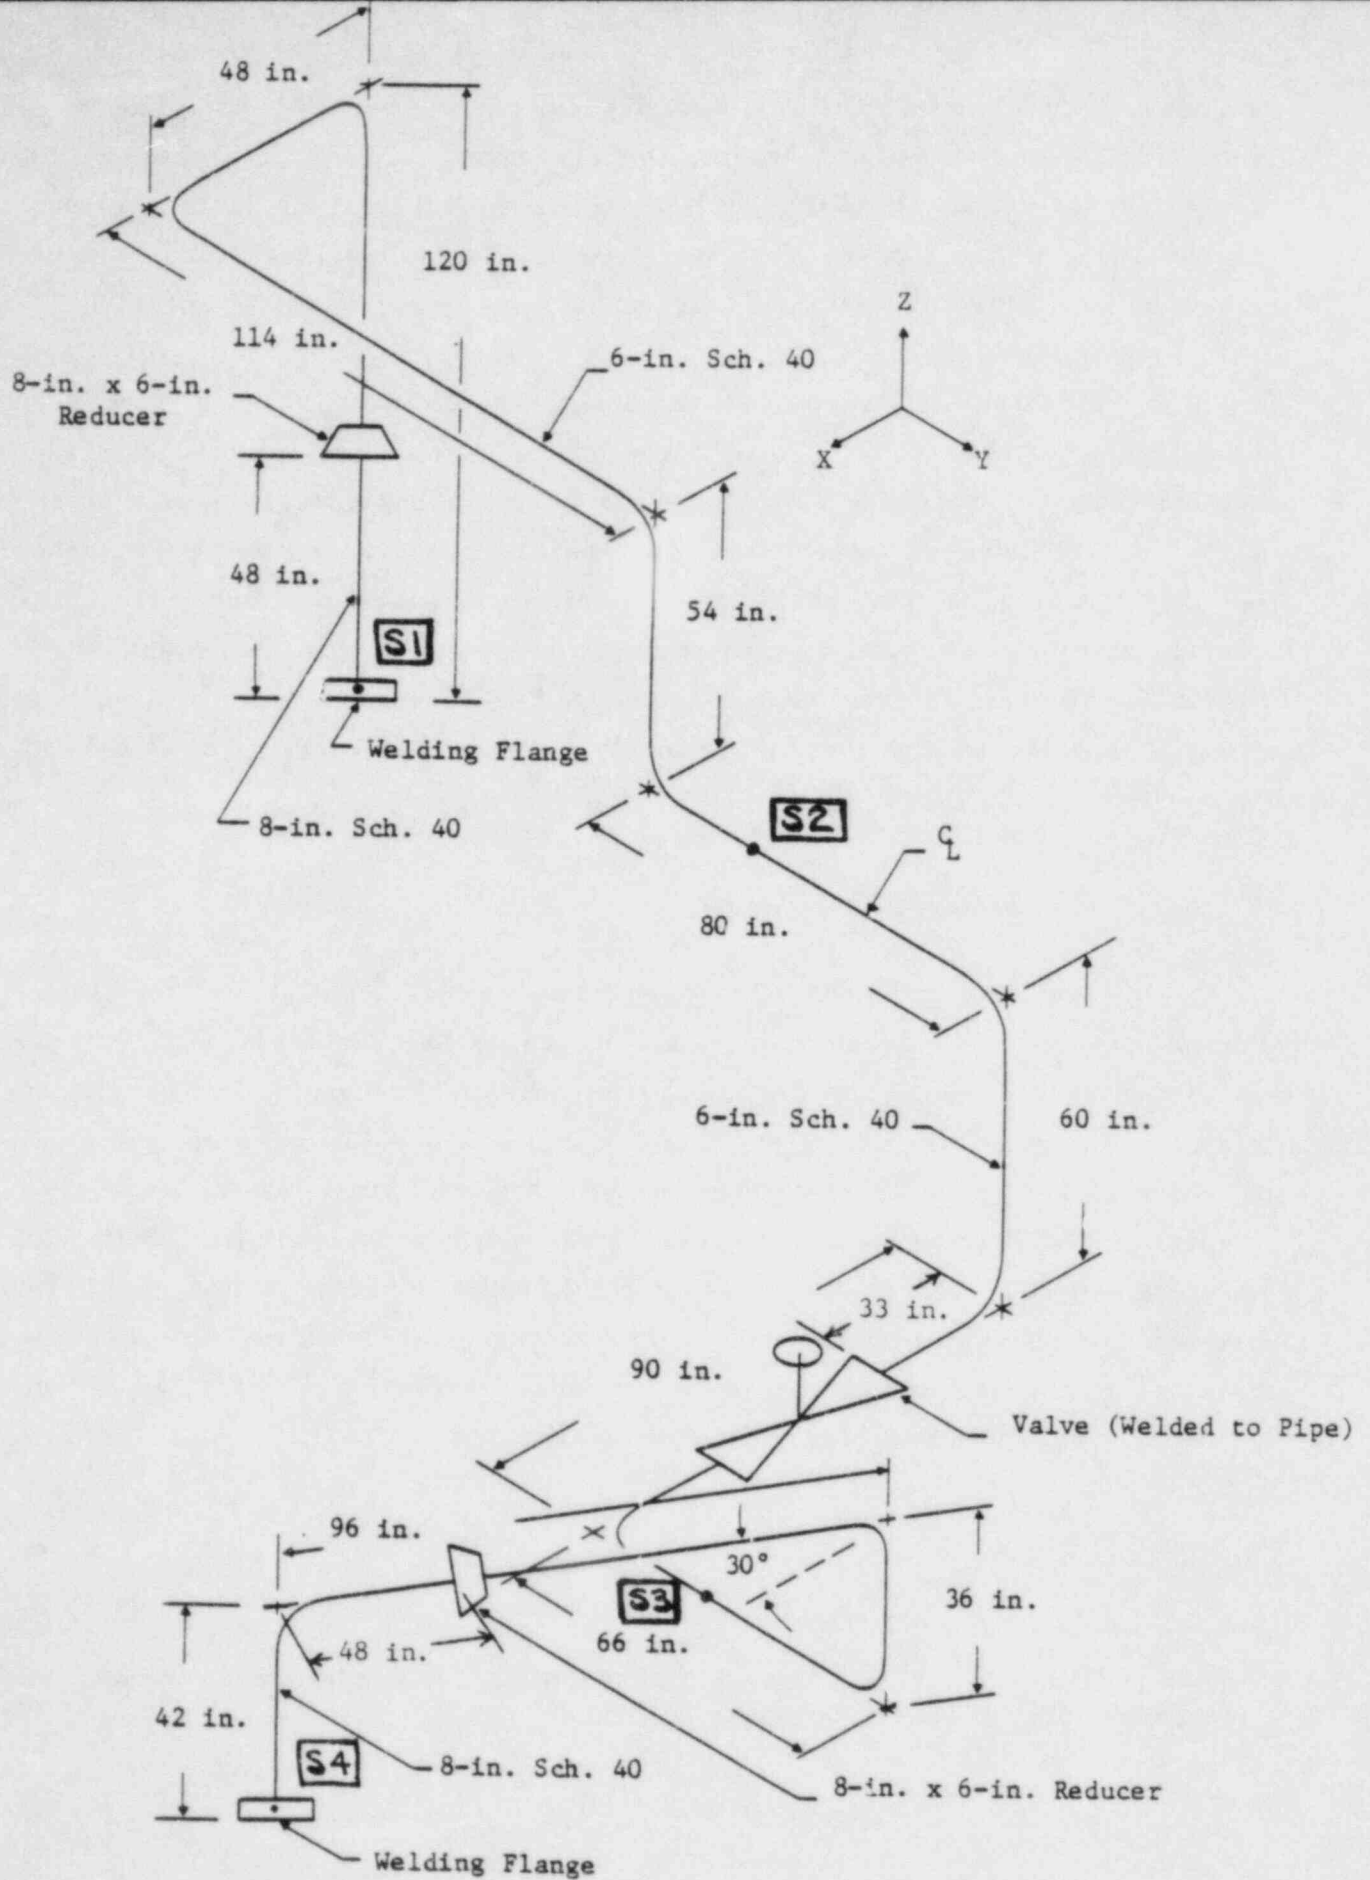 48 in.
120 in.
114 in.
6-in. Sch. 40
Z
X
Y
8-in. x 6-in.
Reducer
48 in.
54 in.
S1
Welding Flange
8-in. Sch. 40
S2
℄
80 in.
6-in. Sch. 40
60 in.
33 in.
90 in.
Valve (Welded to Pipe)
96 in.
30°
S3
36 in.
48 in.
66 in.
42 in.
S4
8-in. Sch. 40
8-in. x 6-in. Reducer
Welding Flange